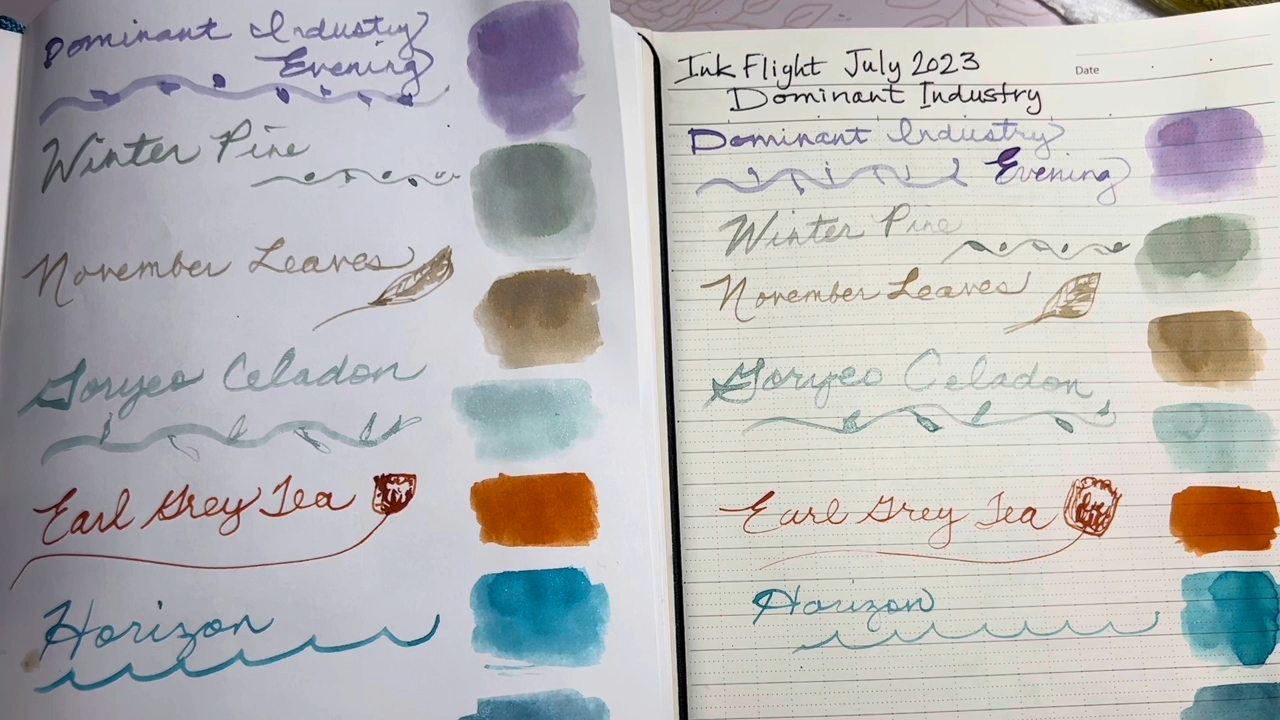 Dominant Industry
Evening
Winter Pine
November Leaves
Goryeo Celadon
Earl Grey Tea
Horizon
Ink Flight July 2023
Date
Dominant Industry
Dominant Industry
Evening
Winter Pine
November Leaves
Goryeo Celadon
Earl Grey Tea
Horizon